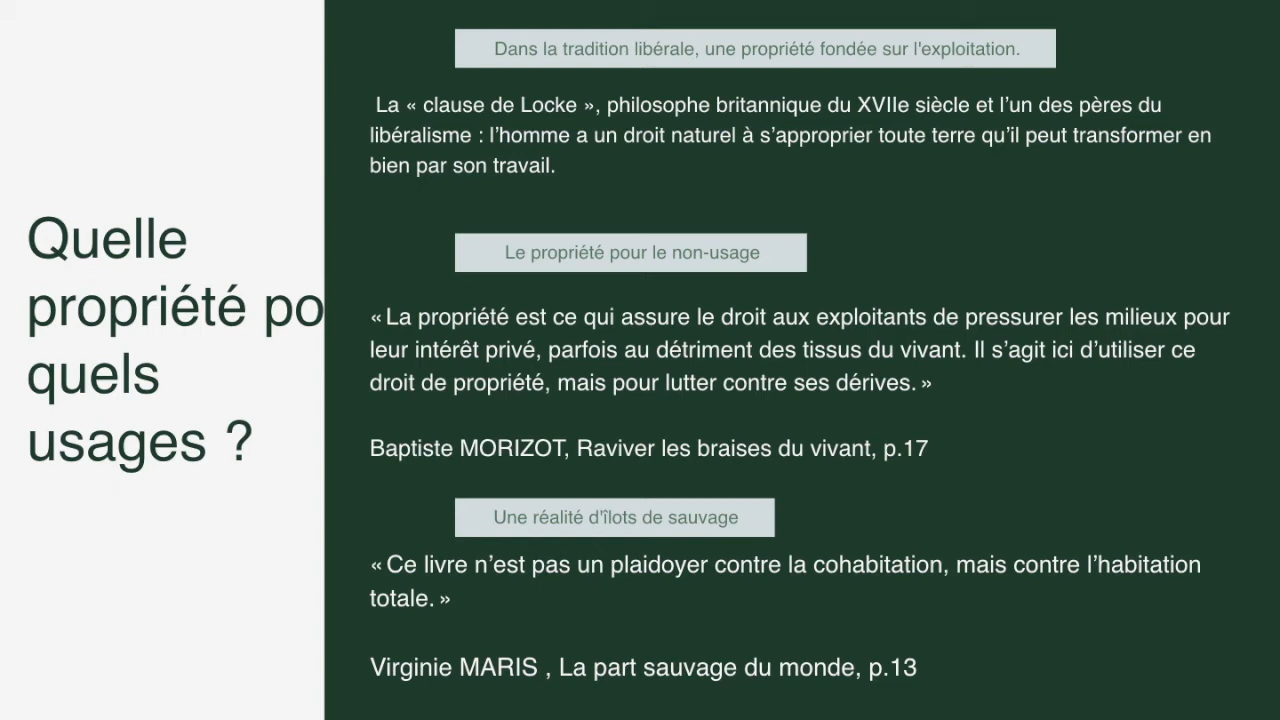 Quelle
propriété po
quels
usages ?
Dans la tradition libérale, une propriété fondée sur l'exploitation.
La « clause de Locke », philosophe britannique du XVIIe siècle et l’un des pères du
libéralisme : l’homme a un droit naturel à s’approprier toute terre qu’il peut transformer en
bien par son travail.
Le propriété pour le non-usage
« La propriété est ce qui assure le droit aux exploitants de pressurer les milieux pour
leur intérêt privé, parfois au détriment des tissus du vivant. Il s’agit ici d’utiliser ce
droit de propriété, mais pour lutter contre ses dérives. »
Baptiste MORIZOT, Raviver les braises du vivant, p.17
Une réalité d'îlots de sauvage
« Ce livre n’est pas un plaidoyer contre la cohabitation, mais contre l’habitation
totale. »
Virginie MARIS , La part sauvage du monde, p.13